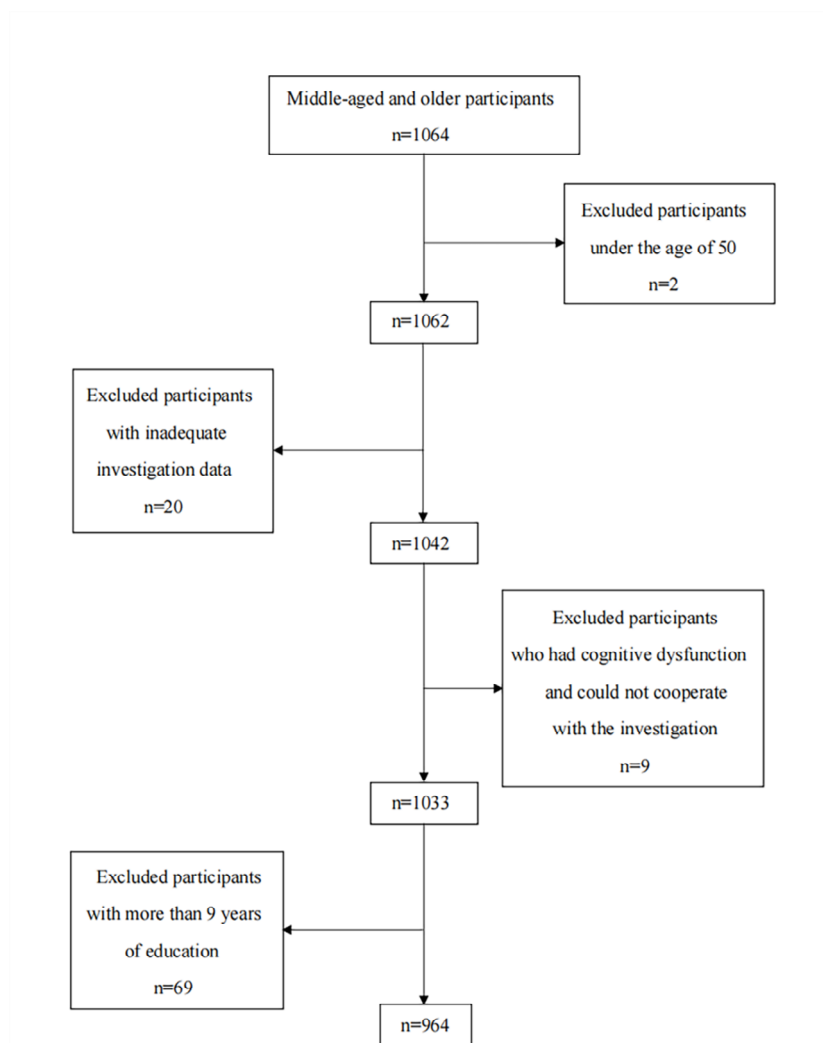 Middle-aged and older participants
n=1064
Excluded participants
under the age of 50
n=2
n=1062
Excluded participants
with inadequate
investigation data
n=20
n=1042
Excluded participants
who had cognitive dysfunction
and could not cooperate
with the investigation
n=9
n=1033
Excluded participants
with more than 9 years
of education
n=69
n=964